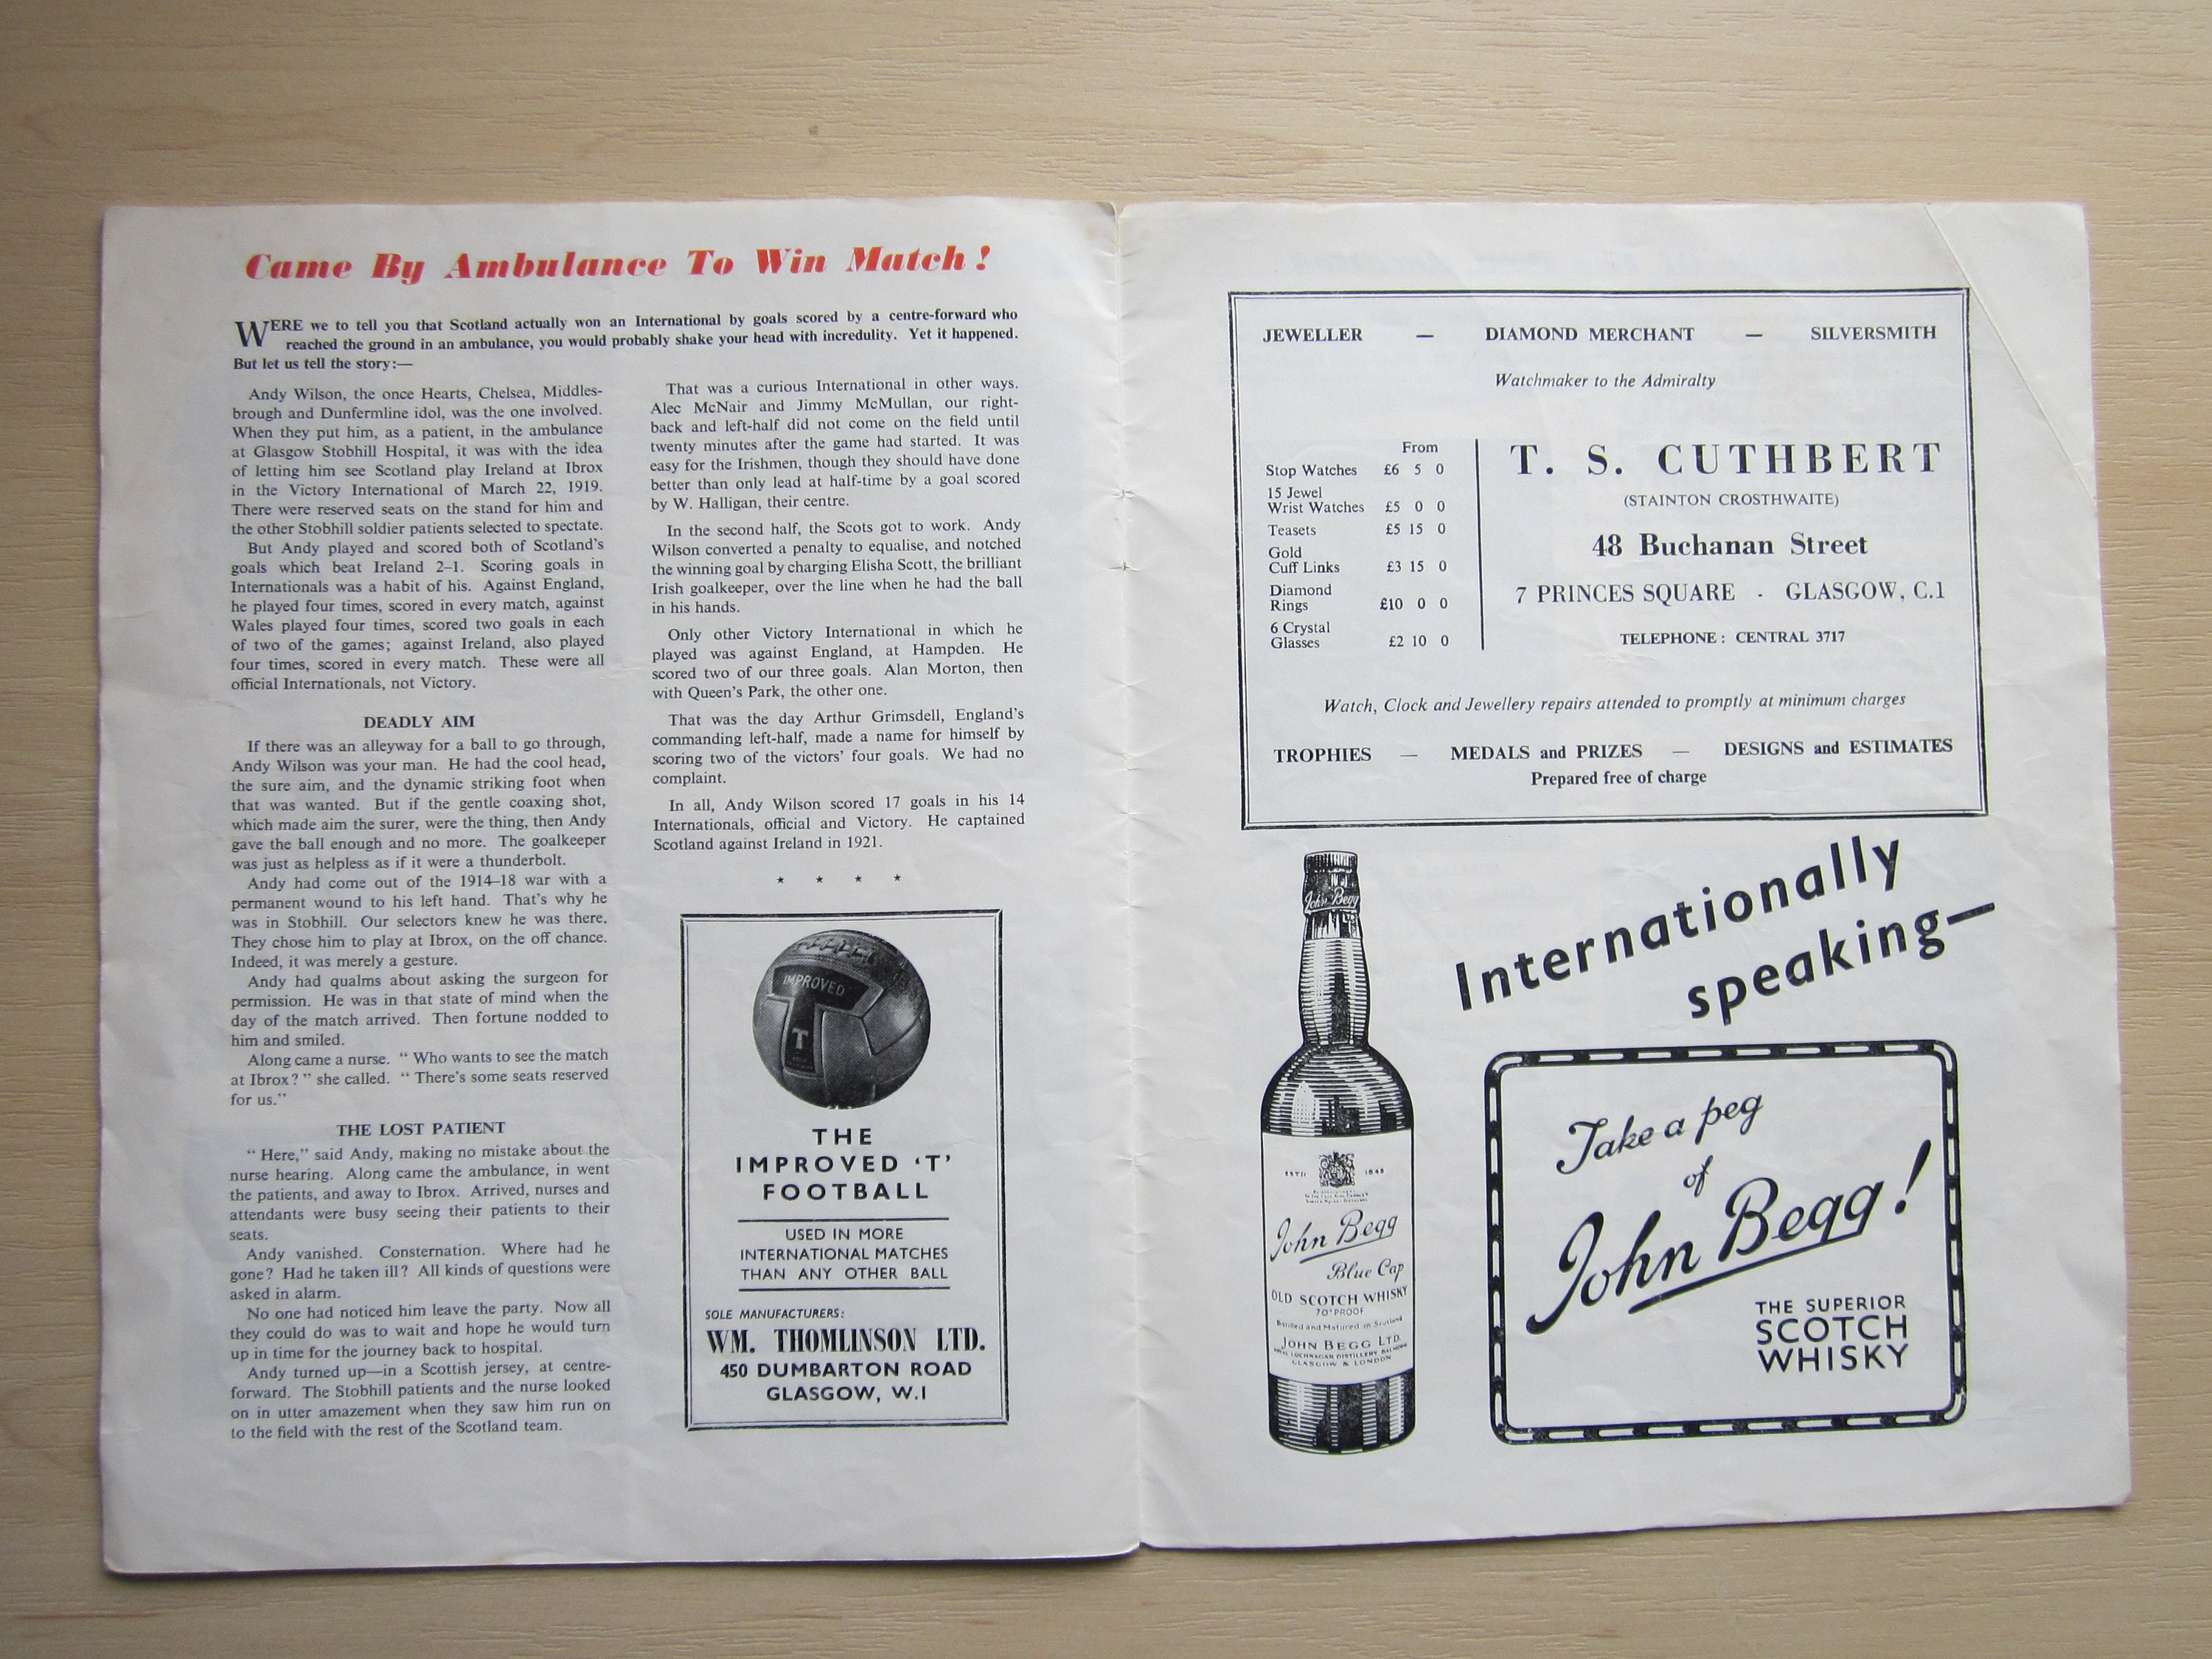 Came By Ambulance To Win Match!
WERE we to tell you that Scotland actually won an International by goals scored by a centre-forward who
reached the ground in an ambulance, you would probably shake your head with incredulity. Yet it happened.
But let us tell the story:—
Andy Wilson, the once Hearts, Chelsea, Middles-
brough and Dunfermline idol, was the one involved.
When they put him, as a patient, in the ambulance
at Glasgow Stobhill Hospital, it was with the idea
of letting him see Scotland play Ireland at Ibrox
in the Victory International of March 22, 1919.
There were reserved seats on the stand for him and
the other Stobhill soldier patients selected to spectate.
But Andy played and scored both of Scotland's
goals which beat Ireland 2–1. Scoring goals in
Internationals was a habit of his. Against England,
he played four times, scored in every match, against
Wales played four times, scored two goals in each
of two of the games; against Ireland, also played
four times, scored in every match. These were all
official Internationals, not Victory.
DEADLY AIM
If there was an alleyway for a ball to go through,
Andy Wilson was your man. He had the cool head,
the sure aim, and the dynamic striking foot when
that was wanted. But if the gentle coaxing shot,
which made aim the surer, were the thing, then Andy
gave the ball enough and no more. The goalkeeper
was just as helpless as if it were a thunderbolt.
Andy had come out of the 1914–18 war with a
permanent wound to his left hand. That's why he
was in Stobhill. Our selectors knew he was there.
They chose him to play at Ibrox, on the off chance.
Indeed, it was merely a gesture.
Andy had qualms about asking the surgeon for
permission. He was in that state of mind when the
day of the match arrived. Then fortune nodded to
him and smiled.
Along came a nurse. “ Who wants to see the match
at Ibrox? ” she called. “ There's some seats reserved
for us.”
THE LOST PATIENT
“ Here,” said Andy, making no mistake about the
nurse hearing. Along came the ambulance, in went
the patients, and away to Ibrox. Arrived, nurses and
attendants were busy seeing their patients to their
seats.
Andy vanished. Consternation. Where had he
gone? Had he taken ill? All kinds of questions were
asked in alarm.
No one had noticed him leave the party. Now all
they could do was to wait and hope he would turn
up in time for the journey back to hospital.
Andy turned up—in a Scottish jersey, at centre-
forward. The Stobhill patients and the nurse looked
on in utter amazement when they saw him run on
to the field with the rest of the Scotland team.
That was a curious International in other ways.
Alec McNair and Jimmy McMullan, our right-
back and left-half did not come on the field until
twenty minutes after the game had started. It was
easy for the Irishmen, though they should have done
better than only lead at half-time by a goal scored
by W. Halligan, their centre.
In the second half, the Scots got to work. Andy
Wilson converted a penalty to equalise, and notched
the winning goal by charging Elisha Scott, the brilliant
Irish goalkeeper, over the line when he had the ball
in his hands.
Only other Victory International in which he
played was against England, at Hampden. He
scored two of our three goals. Alan Morton, then
with Queen's Park, the other one.
That was the day Arthur Grimsdell, England's
commanding left-half, made a name for himself by
scoring two of the victors' four goals. We had no
complaint.
In all, Andy Wilson scored 17 goals in his 14
Internationals, official and Victory. He captained
Scotland against Ireland in 1921.
* * * *
IMPROVED
T
THE
IMPROVED ‘T’
FOOTBALL
USED IN MORE
INTERNATIONAL MATCHES
THAN ANY OTHER BALL
SOLE MANUFACTURERS:
WM. THOMLINSON LTD.
450 DUMBARTON ROAD
GLASGOW, W.1
JEWELLER — DIAMOND MERCHANT — SILVERSMITH
Watchmaker to the Admiralty
From
Stop Watches £6 5 0
15 Jewel
Wrist Watches £5 0 0
Teasets £5 15 0
Gold
Cuff Links £3 15 0
Diamond
Rings £10 0 0
6 Crystal
Glasses £2 10 0
T. S. CUTHBERT
(STAINTON CROSTHWAITE)
48 Buchanan Street
7 PRINCES SQUARE - GLASGOW, C.1
TELEPHONE : CENTRAL 3717
Watch, Clock and Jewellery repairs attended to promptly at minimum charges
TROPHIES — MEDALS and PRIZES — DESIGNS and ESTIMATES
Prepared free of charge
Internationally
speaking—
John Begg
ESTD 1845
John Begg
Blue Cap
OLD SCOTCH WHISKY
70° PROOF
Distilled and Matured in Scotland
JOHN BEGG LTD.
ROYAL LOCHNAGAR DISTILLERY BALMORAL
GLASGOW & LONDON
Take a peg
of
John Begg!
THE SUPERIOR
SCOTCH
WHISKY